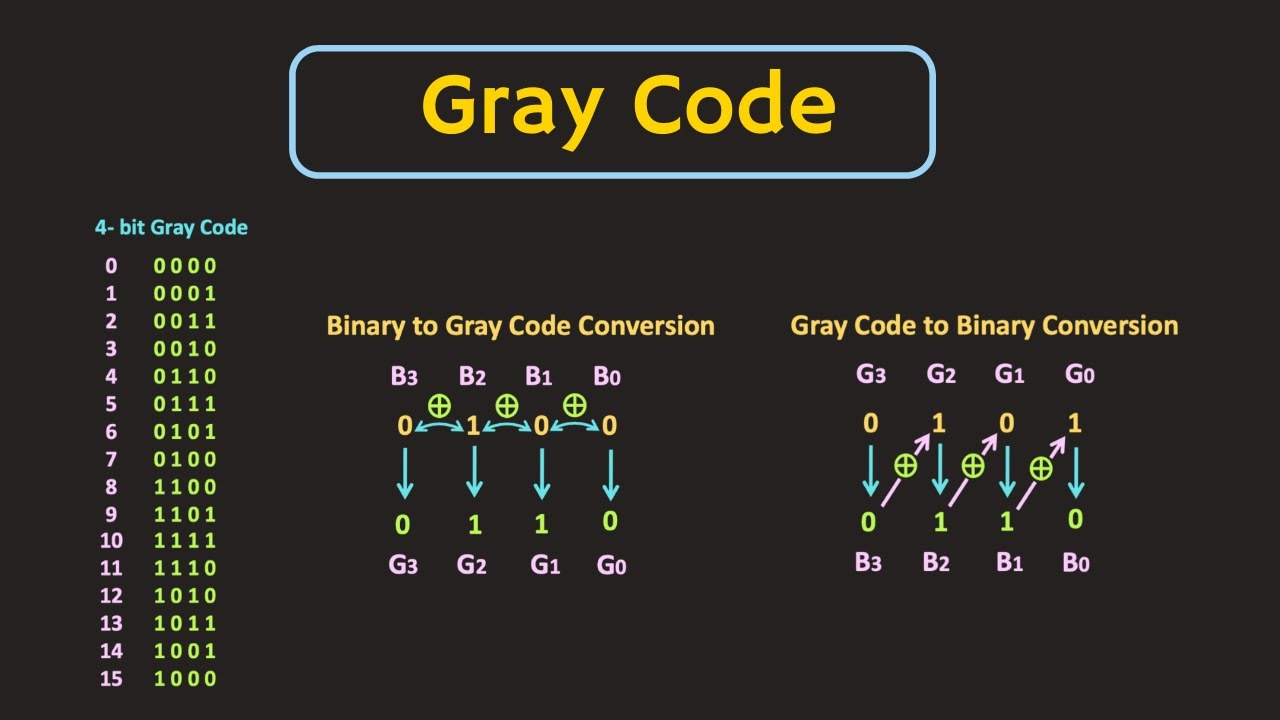 Gray Code
4- bit Gray Code
0 0 0 0 0
1 0 0 0 1
2 0 0 1 1
3 0 0 1 0
4 0 1 1 0
5 0 1 1 1
6 0 1 0 1
7 0 1 0 0
8 1 1 0 0
9 1 1 0 1
10 1 1 1 1
11 1 1 1 0
12 1 0 1 0
13 1 0 1 1
14 1 0 0 1
15 1 0 0 0
Binary to Gray Code Conversion
B3 B2 B1 B0
⊕ ⊕ ⊕
0 1 0 0
0 1 1 0
G3 G2 G1 G0
Gray Code to Binary Conversion
G3 G2 G1 G0
0 1 0 1
⊕ ⊕ ⊕
0 1 1 0
B3 B2 B1 B0